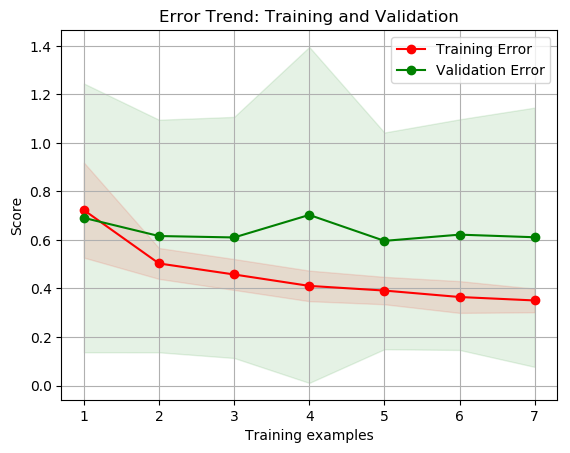 Error Trend: Training and Validation
Training Error
Validation Error
Score
1.4
1.2
1.0
0.8
0.6
0.4
0.2
0.0
1 2 3 4 5 6 7
Training examples